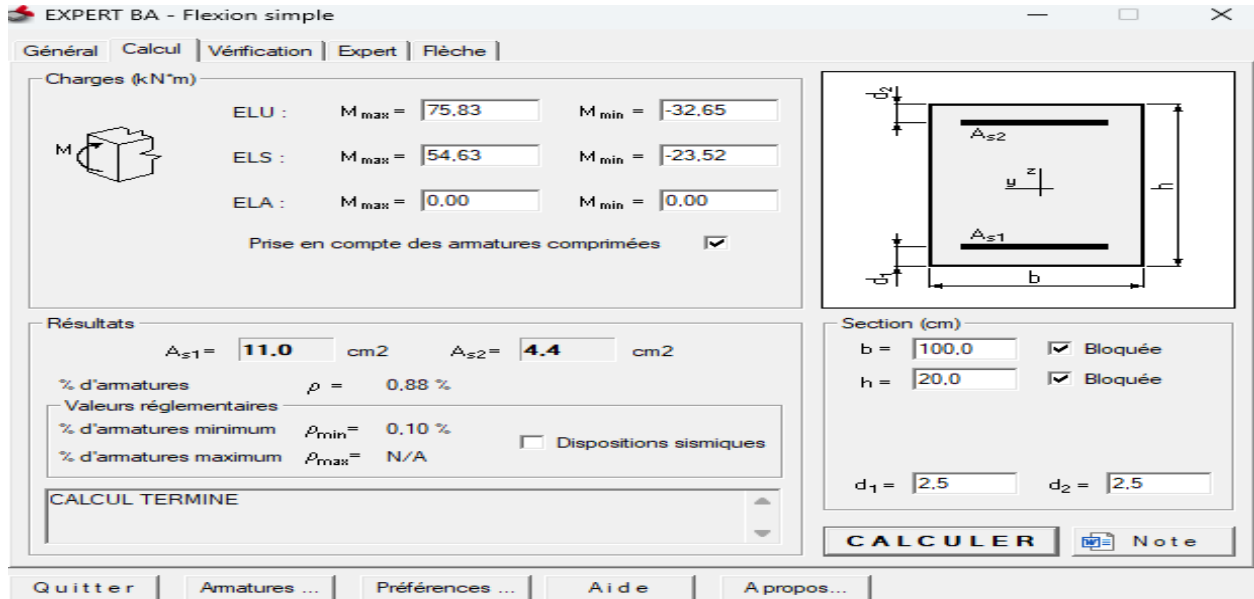 EXPERT BA - Flexion simple
Général Calcul Vérification Expert Flèche
Charges (kN*m)
M
ELU : M max = 75,83 M min = -32,65
ELS : M max = 54,63 M min = -23,52
ELA : M max = 0,00 M min = 0,00
Prise en compte des armatures comprimées
d2
As2
z
y
h
As1
d1
b
Résultats
As1= 11,0 cm2 As2= 4,4 cm2
% d'armatures ρ = 0,88 %
Valeurs réglementaires
% d'armatures minimum ρmin= 0,10 %
Dispositions sismiques
% d'armatures maximum ρmax= N/A
CALCUL TERMINE
Section (cm)
b = 100,0 Bloquée
h = 20,0 Bloquée
d1 = 2,5 d2 = 2,5
CALCULER Note
Quitter Armatures ... Préférences ... Aide A propos...